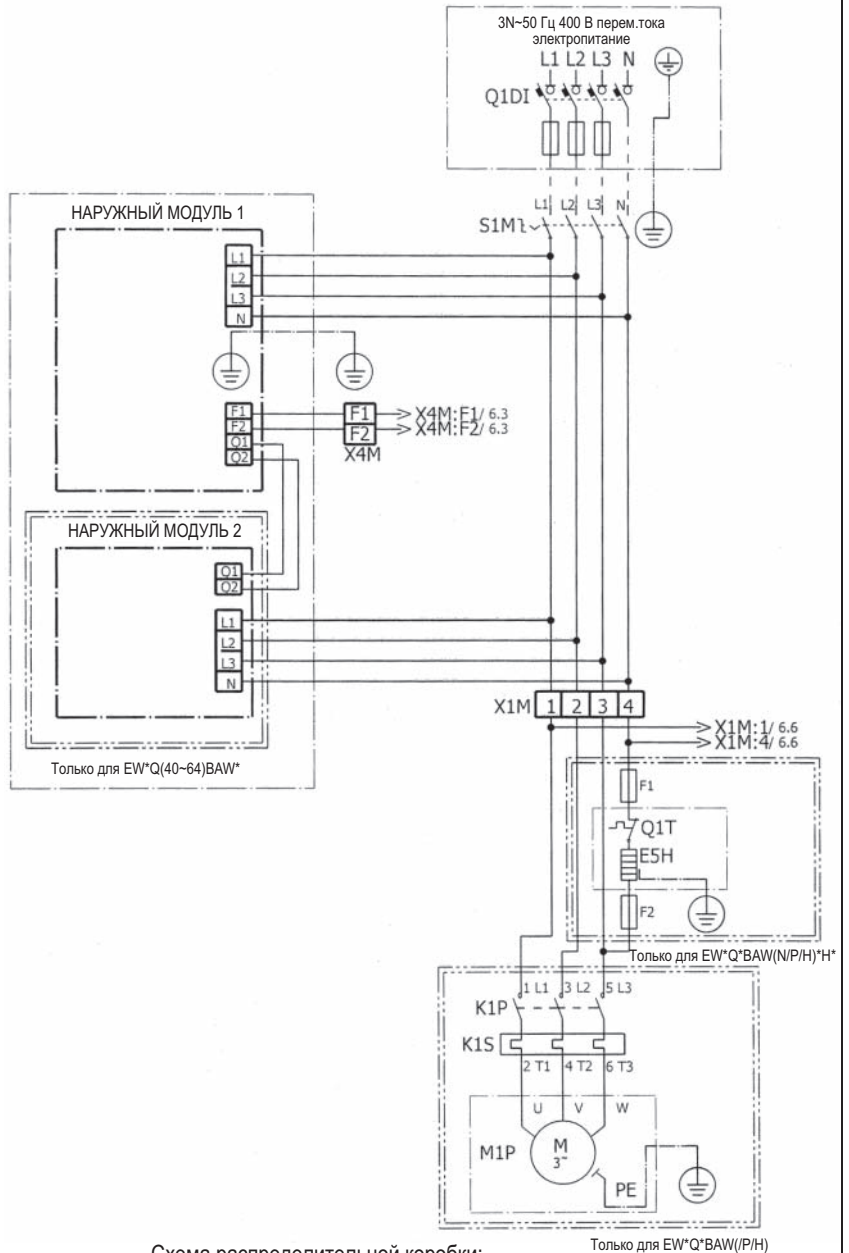 3N~50 Гц 400 В перем.тока
электропитание
L1 L2 L3 N
Q1DI
L1 L2 L3 N
S1M
НАРУЖНЫЙ МОДУЛЬ 1
L1
L2
L3
N
F1
F2
Q1
Q2
F1
F2
X4M
X4M:F1/ 6.3
X4M:F2/ 6.3
НАРУЖНЫЙ МОДУЛЬ 2
Q1
Q2
L1
L2
L3
N
Только для EW*Q(40~64)BAW*
X1M 1 2 3 4
X1M:1/ 6.6
X1M:4/ 6.6
F1
Q1T
E5H
F2
Только для EW*Q*BAW(N/P/H)*H*
1 L1 3 L2 5 L3
K1P
K1S
2 T1 4 T2 6 T3
U V W
M1P
M
3~
PE
Только для EW*Q*BAW(/P/H)
Схема распределительной коробки: